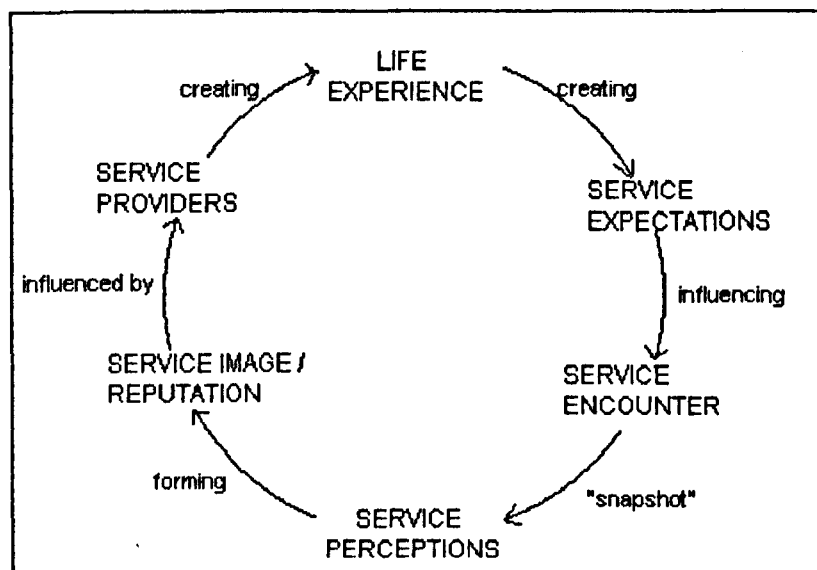 LIFE
EXPERIENCE
creating
SERVICE
EXPECTATIONS
influencing
SERVICE
ENCOUNTER
"snapshot"
SERVICE
PERCEPTIONS
forming
SERVICE IMAGE /
REPUTATION
influenced by
SERVICE
PROVIDERS
creating